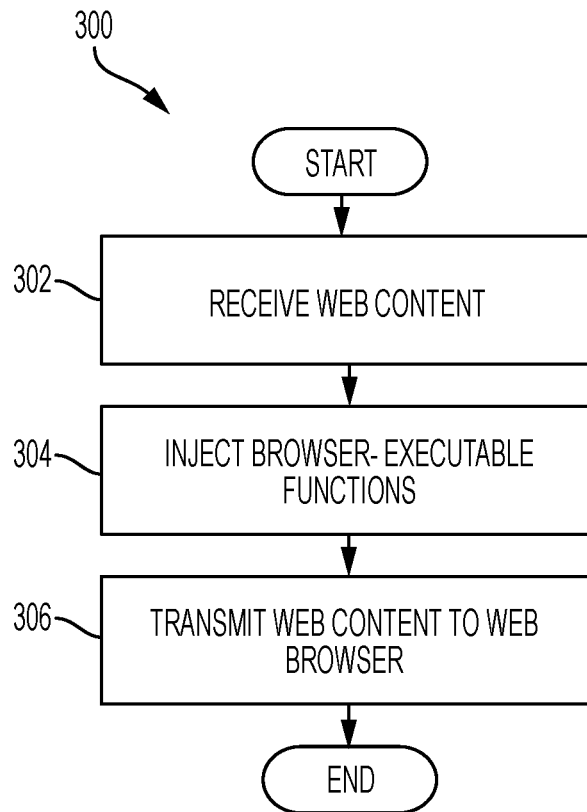 300
START
302
RECEIVE WEB CONTENT
304
INJECT BROWSER- EXECUTABLE
FUNCTIONS
306
TRANSMIT WEB CONTENT TO WEB
BROWSER
END